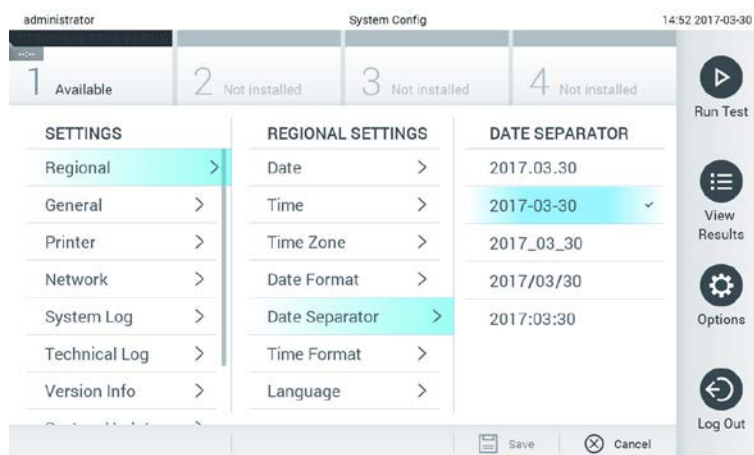 administrator System Config 14:52 2017-03-30
--:--
1 Available 2 Not installed 3 Not installed 4 Not installed
Run Test
SETTINGS REGIONAL SETTINGS DATE SEPARATOR
Regional > Date > 2017.03.30
General > Time > 2017-03-30 ✓
View Results
Printer > Time Zone > 2017_03_30
Network > Date Format > 2017/03/30
System Log > Date Separator > 2017:03:30
Options
Technical Log > Time Format >
Version Info > Language >
Save Cancel
Log Out